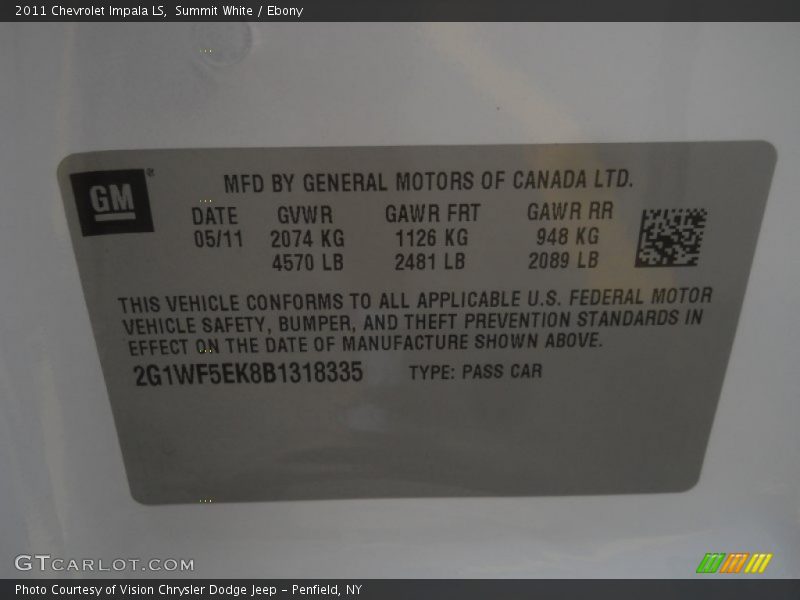 2011 Chevrolet Impala LS, Summit White / Ebony
GM®
MFD BY GENERAL MOTORS OF CANADA LTD.
DATE GVWR GAWR FRT GAWR RR
05/11 2074 KG 1126 KG 948 KG
4570 LB 2481 LB 2089 LB
THIS VEHICLE CONFORMS TO ALL APPLICABLE U.S. FEDERAL MOTOR
VEHICLE SAFETY, BUMPER, AND THEFT PREVENTION STANDARDS IN
EFFECT ON THE DATE OF MANUFACTURE SHOWN ABOVE.
2G1WF5EK8B1318335 TYPE: PASS CAR
GTCARLOT.COM
Photo Courtesy of Vision Chrysler Dodge Jeep - Penfield, NY